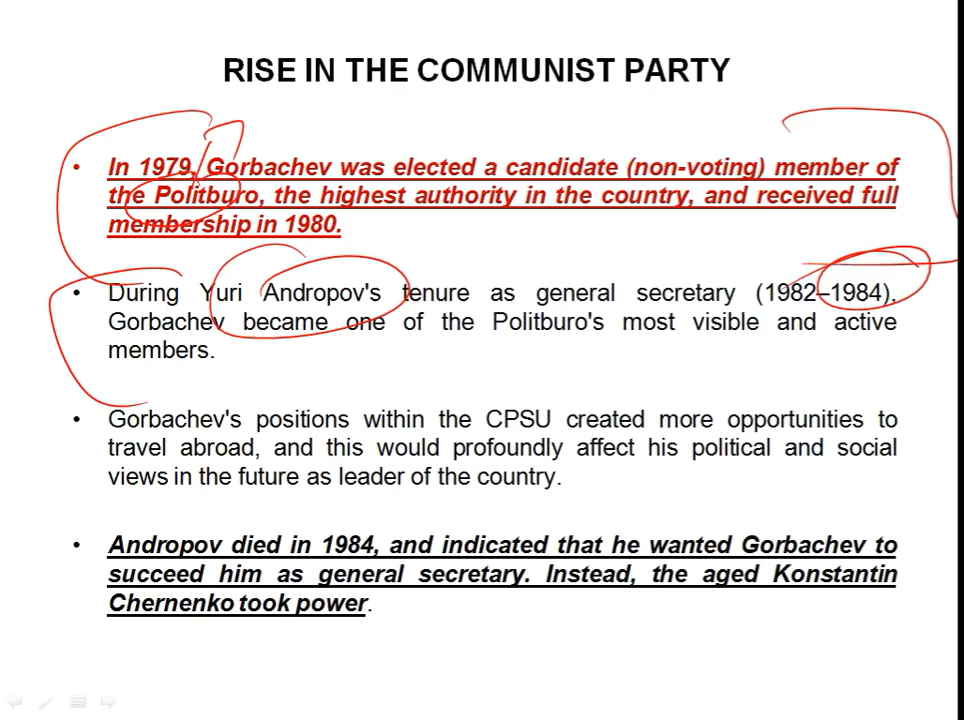 RISE IN THE COMMUNIST PARTY
• In 1979, Gorbachev was elected a candidate (non-voting) member of
the Politburo, the highest authority in the country, and received full
membership in 1980.
• During Yuri Andropov's tenure as general secretary (1982–1984),
Gorbachev became one of the Politburo's most visible and active
members.
• Gorbachev's positions within the CPSU created more opportunities to
travel abroad, and this would profoundly affect his political and social
views in the future as leader of the country.
• Andropov died in 1984, and indicated that he wanted Gorbachev to
succeed him as general secretary. Instead, the aged Konstantin
Chernenko took power.